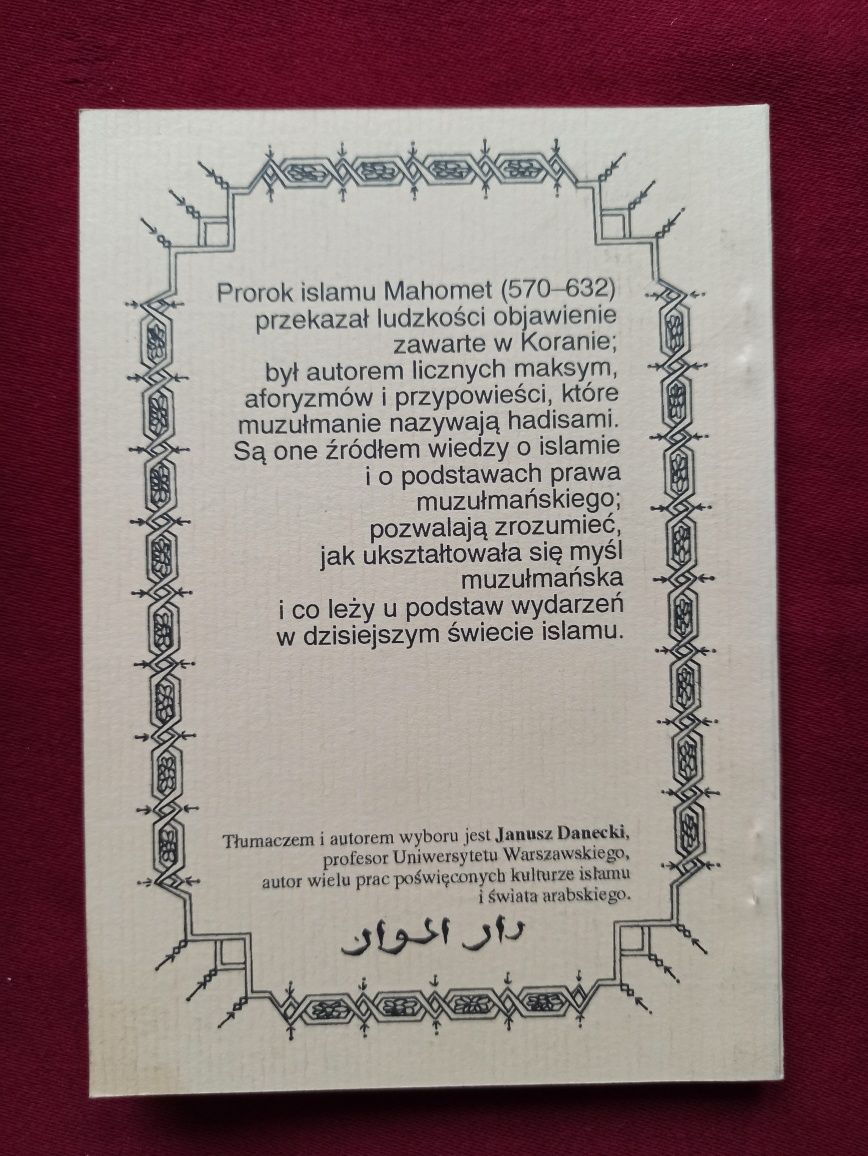 Prorok islamu Mahomet (570–632)
przekazał ludzkości objawienie
zawarte w Koranie;
był autorem licznych maksym,
aforyzmów i przypowieści, które
muzułmanie nazywają hadisami.
Są one źródłem wiedzy o islamie
i o podstawach prawa
muzułmańskiego;
pozwalają zrozumieć,
jak ukształtowała się myśl
muzułmańska
i co leży u podstaw wydarzeń
w dzisiejszym świecie islamu.
Tłumaczem i autorem wyboru jest Janusz Danecki,
profesor Uniwersytetu Warszawskiego,
autor wielu prac poświęconych kulturze islamu
i świata arabskiego.
دار الحوار